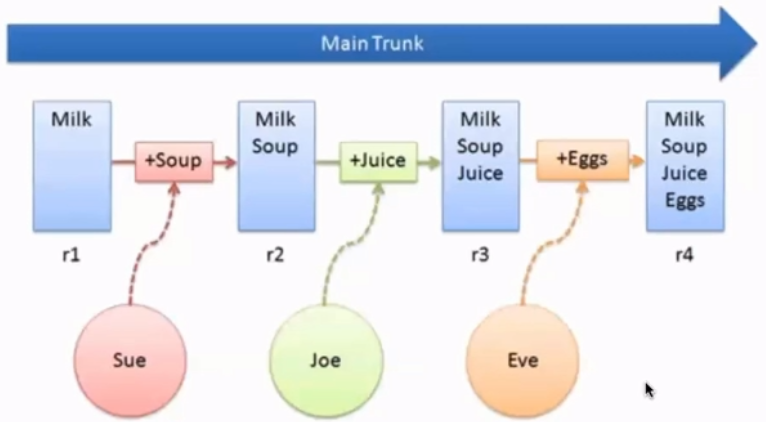 Main Trunk
Milk
+Soup
Milk
Soup
+Juice
Milk
Soup
Juice
+Eggs
Milk
Soup
Juice
Eggs
r1
r2
r3
r4
Sue
Joe
Eve